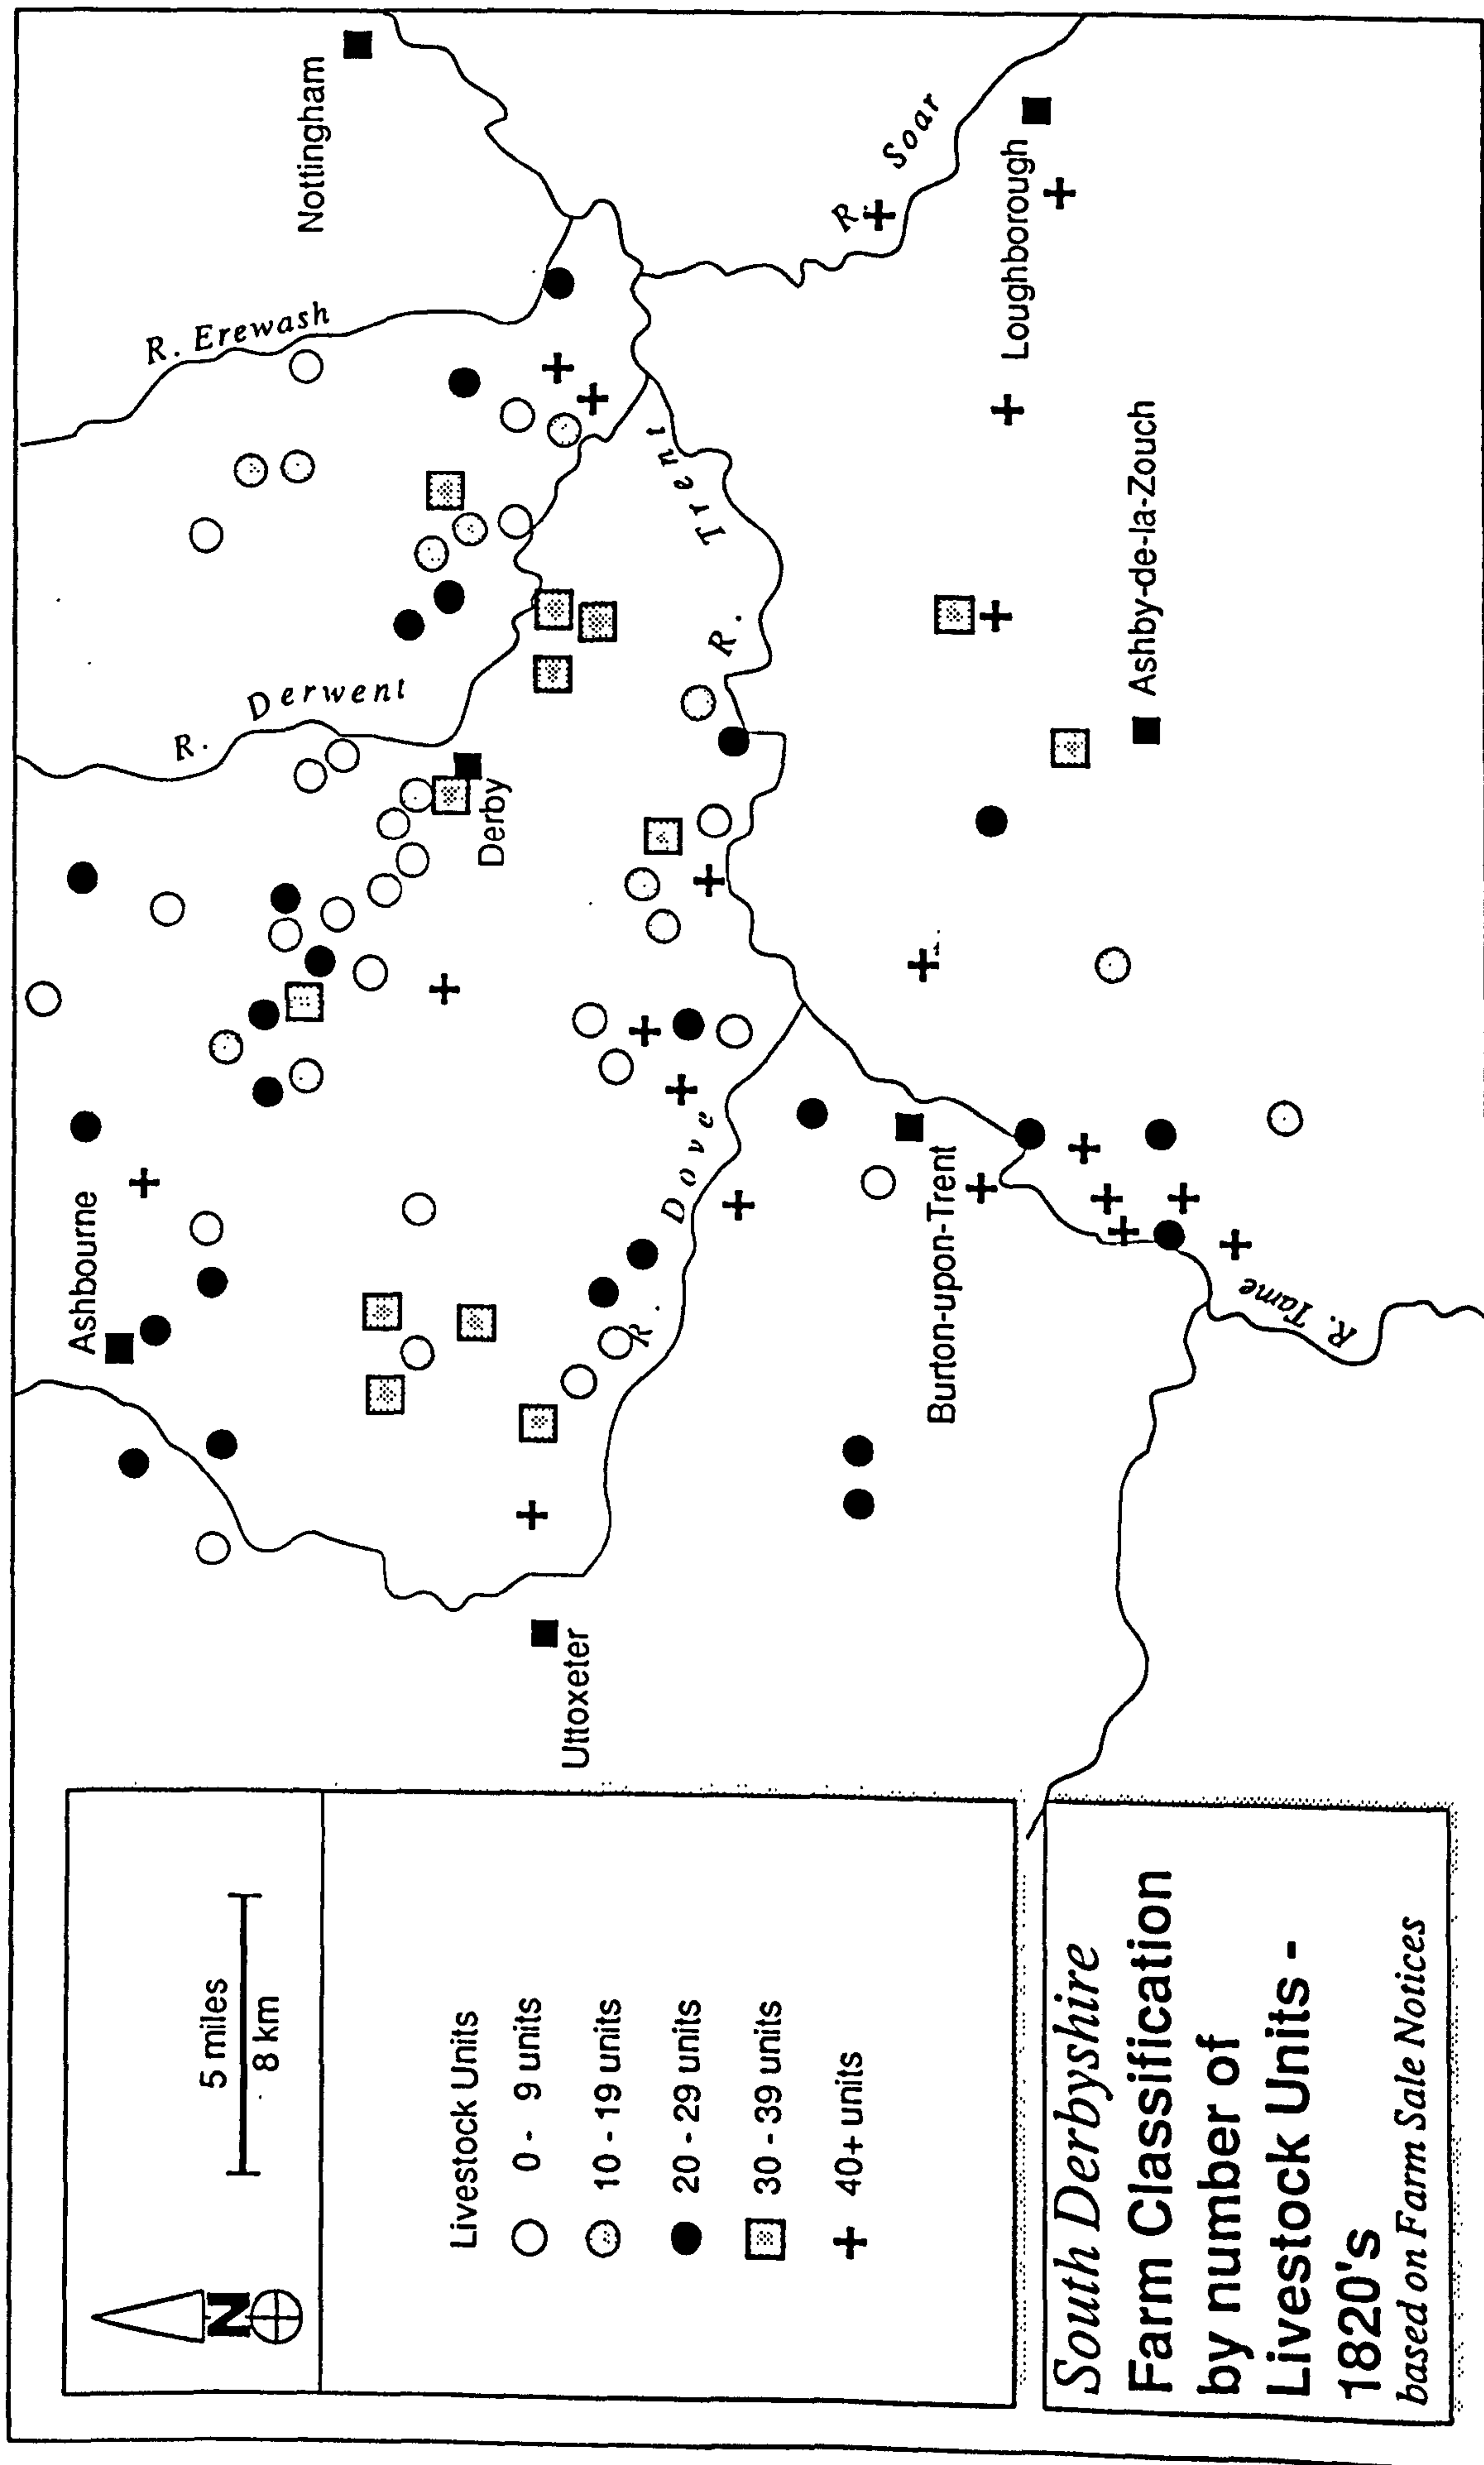 N
5 miles
8 km
Livestock Units
0 - 9 units
10 - 19 units
20 - 29 units
30 - 39 units
40+ units
South Derbyshire
Farm Classification
by number of
Livestock Units -
1820's
based on Farm Sale Notices
Ashbourne
Uttoxeter
Derby
Nottingham
Burton-upon-Trent
Ashby-de-la-Zouch
Loughborough
R. Erewash
R. Derwent
R. Trent
R. Soar
R. Dove
R. Tame